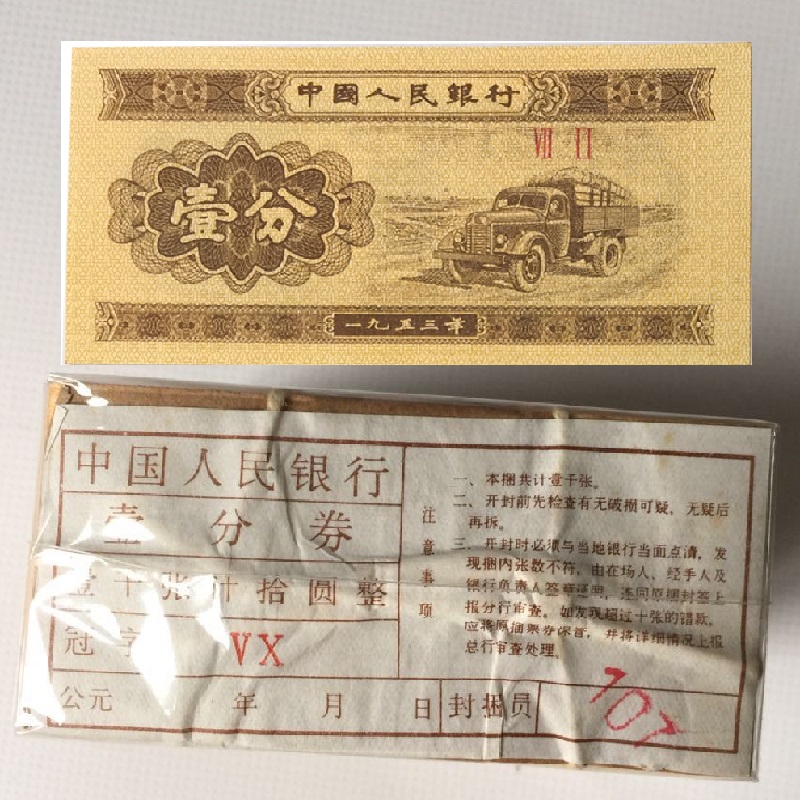 中國人民銀行
VII II
壹分
一九五三年
中国人民银行
壹分券
壹千张计拾圆整
冠字 VX
公元 年 月 日 封捆员 707
注意事项
一、本捆共计壹千张。
二、开封前先检查有无破损可疑，无疑后
再拆。
三、开封时必须与当地银行当面点清，发
现捆内张数不符，由在场人、经手人及
银行负责人签章证明，连同原捆封签上
报分行审查。如发现超过十张的错款，
应将原捆票券保留，并将详细情况上报
总行审查处理。